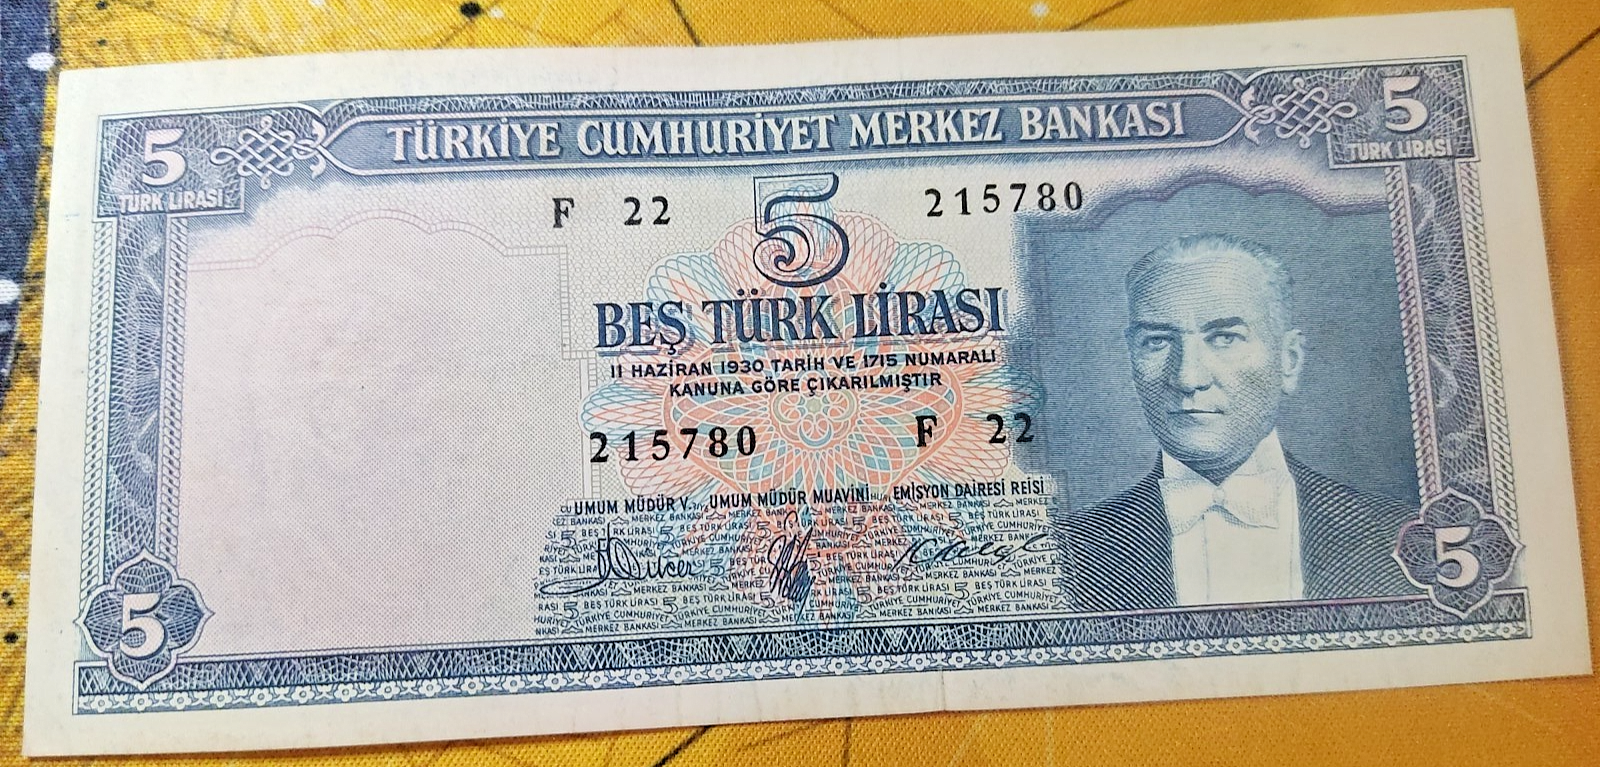 TÜRKİYE CUMHURİYET MERKEZ BANKASI
5
TÜRK LİRASI
5
TÜRK LİRASI
F 22
5
215780
BEŞ TÜRK LİRASI
11 HAZİRAN 1930 TARİH VE 1715 NUMARALI
KANUNA GÖRE ÇIKARILMIŞTIR
215780
F 22
UMUM MÜDÜR V.
UMUM MÜDÜR MUAVİNİ
EMİSYON DAİRESİ REİSİ
5
5